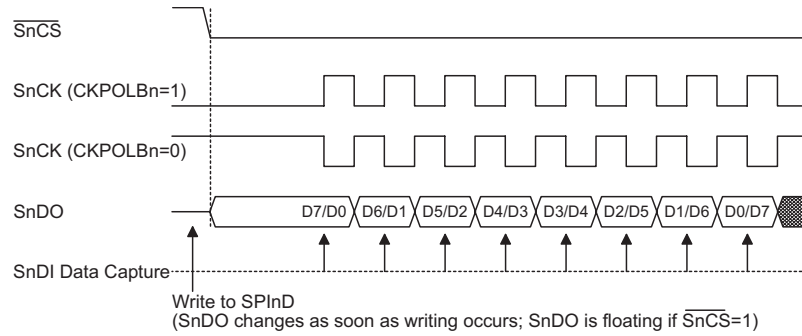 SnCS
SnCK (CKPOLBn=1)
SnCK (CKPOLBn=0)
SnDO D7/D0 D6/D1 D5/D2 D4/D3 D3/D4 D2/D5 D1/D6 D0/D7
SnDI Data Capture
Write to SPInD
(SnDO changes as soon as writing occurs; SnDO is floating if SnCS=1)